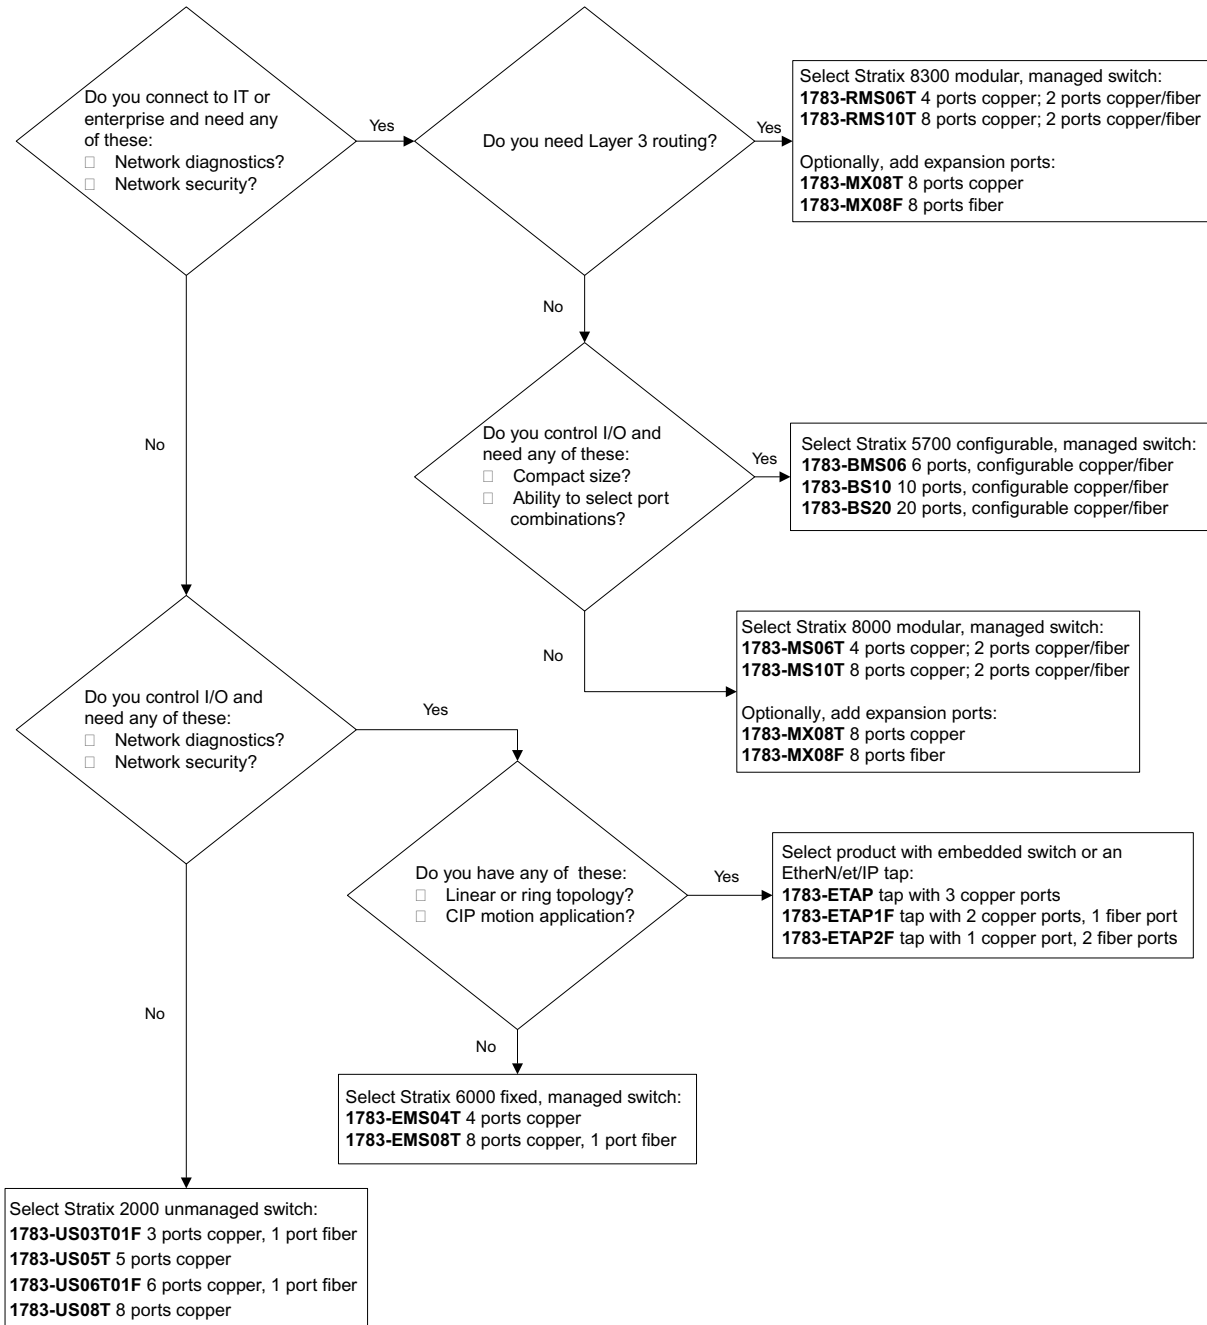 Do you connect to IT or
enterprise and need any
of these:
Network diagnostics?
Network security?
Yes
Do you need Layer 3 routing?
Yes
Select Stratix 8300 modular, managed switch:
1783-RMS06T 4 ports copper; 2 ports copper/fiber
1783-RMS10T 8 ports copper; 2 ports copper/fiber
Optionally, add expansion ports:
1783-MX08T 8 ports copper
1783-MX08F 8 ports fiber
No
No
Do you control I/O and
need any of these:
Compact size?
Ability to select port
combinations?
Yes
Select Stratix 5700 configurable, managed switch:
1783-BMS06 6 ports, configurable copper/fiber
1783-BS10 10 ports, configurable copper/fiber
1783-BS20 20 ports, configurable copper/fiber
No
Select Stratix 8000 modular, managed switch:
1783-MS06T 4 ports copper; 2 ports copper/fiber
1783-MS10T 8 ports copper; 2 ports copper/fiber
Optionally, add expansion ports:
1783-MX08T 8 ports copper
1783-MX08F 8 ports fiber
Do you control I/O and
need any of these:
Network diagnostics?
Network security?
Yes
Do you have any of  these:
Linear or ring topology?
CIP motion application?
Yes
Select product with embedded switch or an
EtherN/et/IP tap:
1783-ETAP tap with 3 copper ports
1783-ETAP1F tap with 2 copper ports, 1 fiber port
1783-ETAP2F tap with 1 copper port, 2 fiber ports
No
No
Select Stratix 6000 fixed, managed switch:
1783-EMS04T 4 ports copper
1783-EMS08T 8 ports copper, 1 port fiber
Select Stratix 2000 unmanaged switch:
1783-US03T01F 3 ports copper, 1 port fiber
1783-US05T 5 ports copper
1783-US06T01F 6 ports copper, 1 port fiber
1783-US08T 8 ports copper